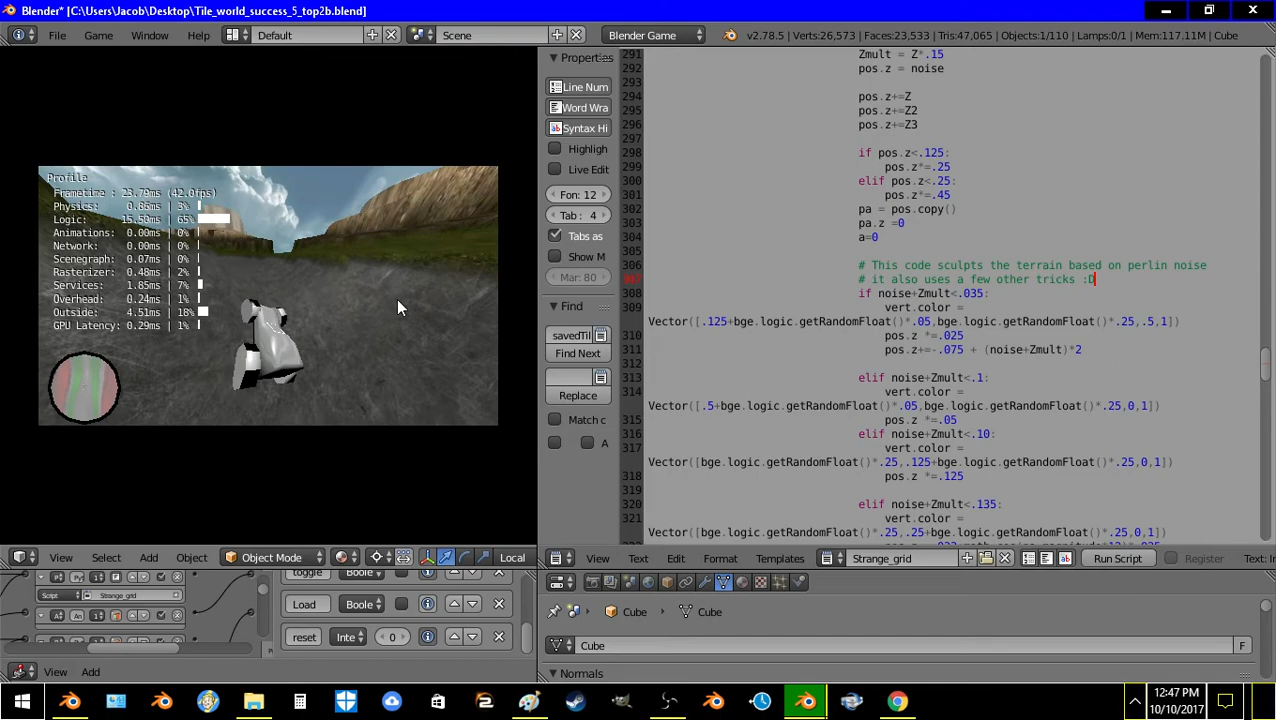 Blender* [C:\Users\Jacob\Desktop\Tile_world_success_5_top2b.blend]
File Game Window Help Default Scene Blender Game v2.78.5 | Verts:26,573 | Faces:23,533 | Tris:47,065 | Objects:1/110 | Lamps:0/1 | Mem:117.11M | Cube
Profile
Frametime : 23.79ms (42.0fps)
Physics: 0.86ms | 3%
Logic: 15.50ms | 65%
Animations: 0.00ms | 0%
Network: 0.00ms | 0%
Scenegraph: 0.07ms | 0%
Rasterizer: 0.48ms | 2%
Services: 1.85ms | 7%
Overhead: 0.24ms | 1%
Outside: 4.51ms | 18%
GPU Latency: 0.29ms | 1%
Properties
Line Num
Word Wra
Syntax Hi
Highligh
Live Edit
Fon: 12
Tab : 4
Tabs as
Show M
Mar: 80
Find
savedTil
Find Next
Replace
Match c
A
291 Zmult = Z*.15
292 pos.z = noise
293
294 pos.z+=Z
295 pos.z+=Z2
296 pos.z+=Z3
297
298 if pos.z<.125:
299 pos.z*=.25
300 elif pos.z<.25:
301 pos.z*=.45
302 pa = pos.copy()
303 pa.z =0
304 a=0
305
306 # This code sculpts the terrain based on perlin noise
307 # it also uses a few other tricks :D
308 if noise+Zmult<.035:
309 vert.color =
Vector([.125+bge.logic.getRandomFloat()*.05,bge.logic.getRandomFloat()*.25,.5,1])
310 pos.z *=.025
311 pos.z+=-.075 + (noise+Zmult)*2
312
313 elif noise+Zmult<.1:
314 vert.color =
Vector([.5+bge.logic.getRandomFloat()*.05,bge.logic.getRandomFloat()*.25,0,1])
315 pos.z *=.05
316 elif noise+Zmult<.10:
317 vert.color =
Vector([bge.logic.getRandomFloat()*.25,.125+bge.logic.getRandomFloat()*.25,0,1])
318 pos.z *=.125
319
320 elif noise+Zmult<.135:
321 vert.color =
Vector([bge.logic.getRandomFloat()*.25,.25+bge.logic.getRandomFloat()*.25,0,1])
View Select Add Object Object Mode Local
View Text Edit Format Templates Strange_grid Run Script Register Text: In
Script Strange_grid
toggle Boole
Load Boole
reset Inte 0
View Add
Cube Cube
Cube F
Normals
12:47 PM
10/10/2017